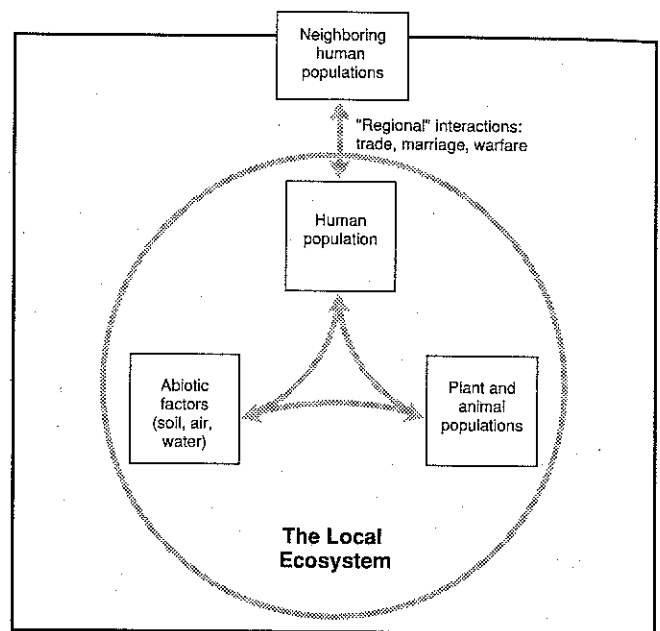 Neighboring
human
populations
"Regional" interactions:
trade, marriage, warfare
Human
population
Abiotic
factors
(soil, air,
water)
Plant and
animal
populations
The Local
Ecosystem